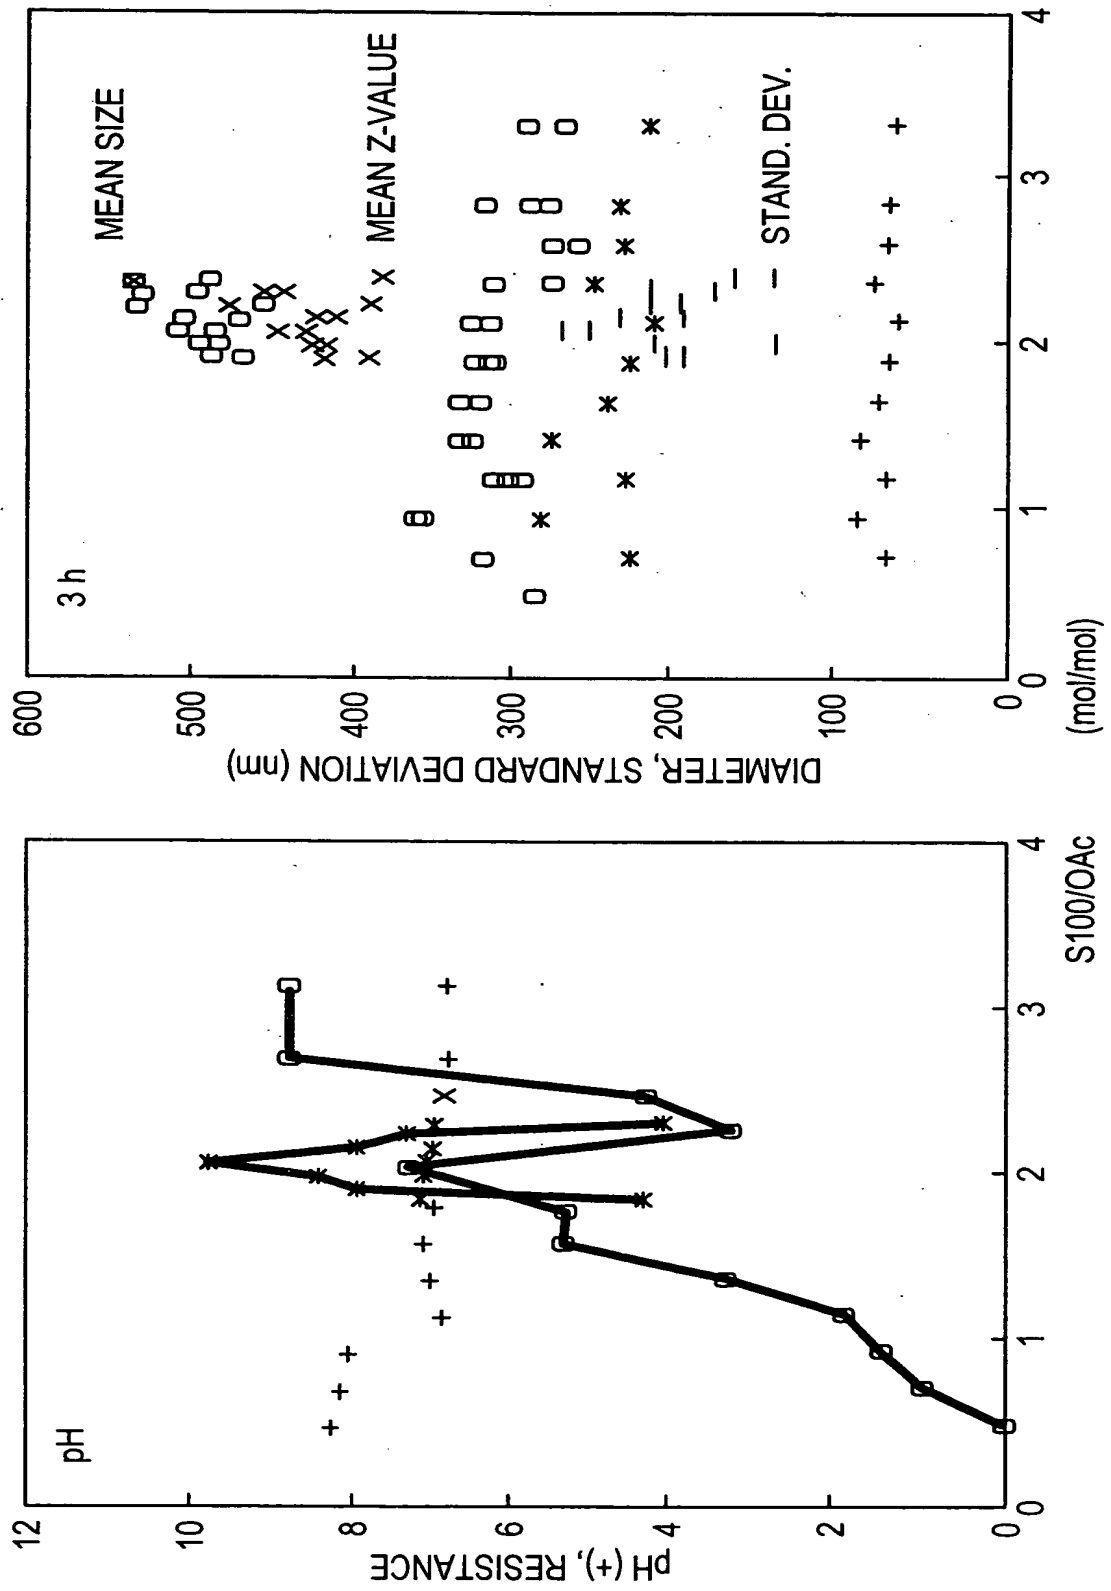 pH
pH (+), RESISTANCE
12
10
8
6
4
2
0
0
1
2
3
4
S100/OAc
3 h
MEAN SIZE
MEAN Z-VALUE
STAND. DEV.
DIAMETER, STANDARD DEVIATION (nm)
600
500
400
300
200
100
0
0
1
2
3
4
(mol/mol)